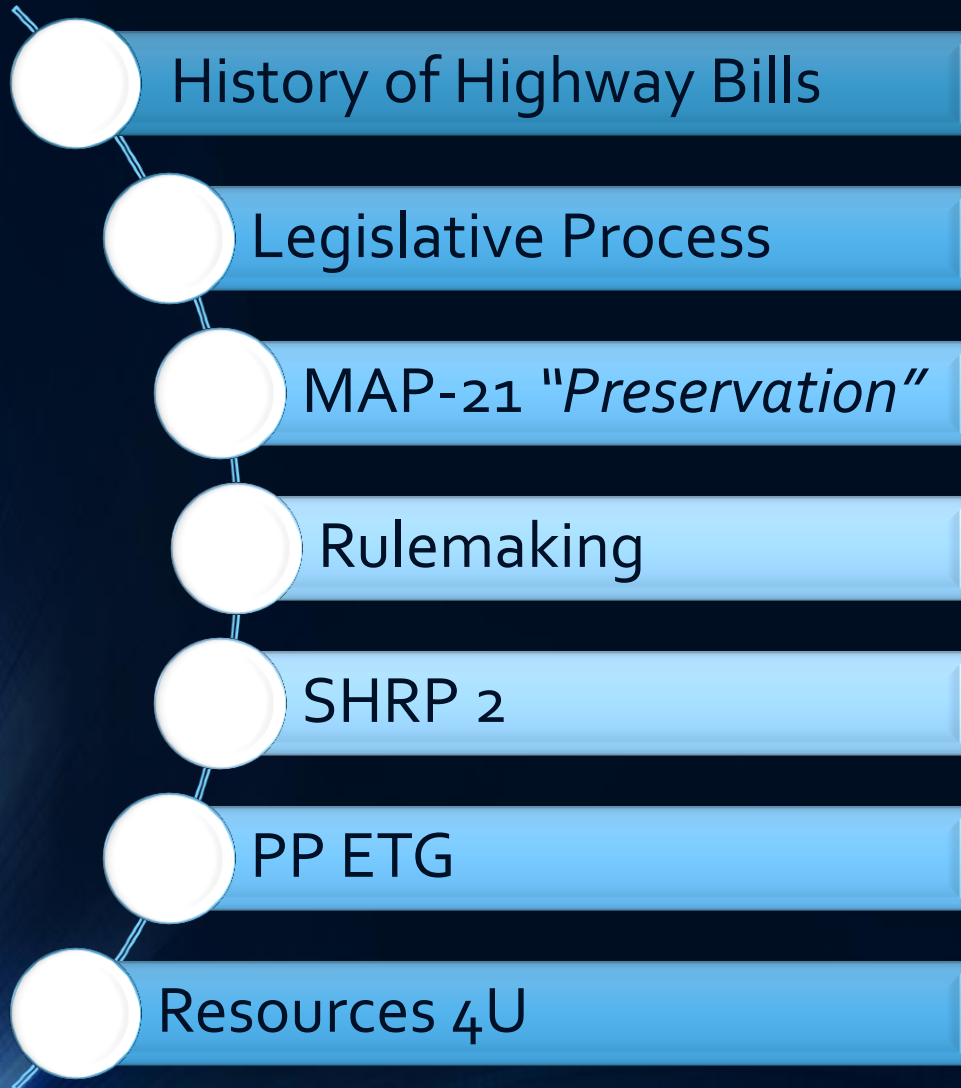 History of Highway Bills
Legislative Process
MAP-21 “Preservation”
Rulemaking
SHRP 2
PP ETG
Resources 4U